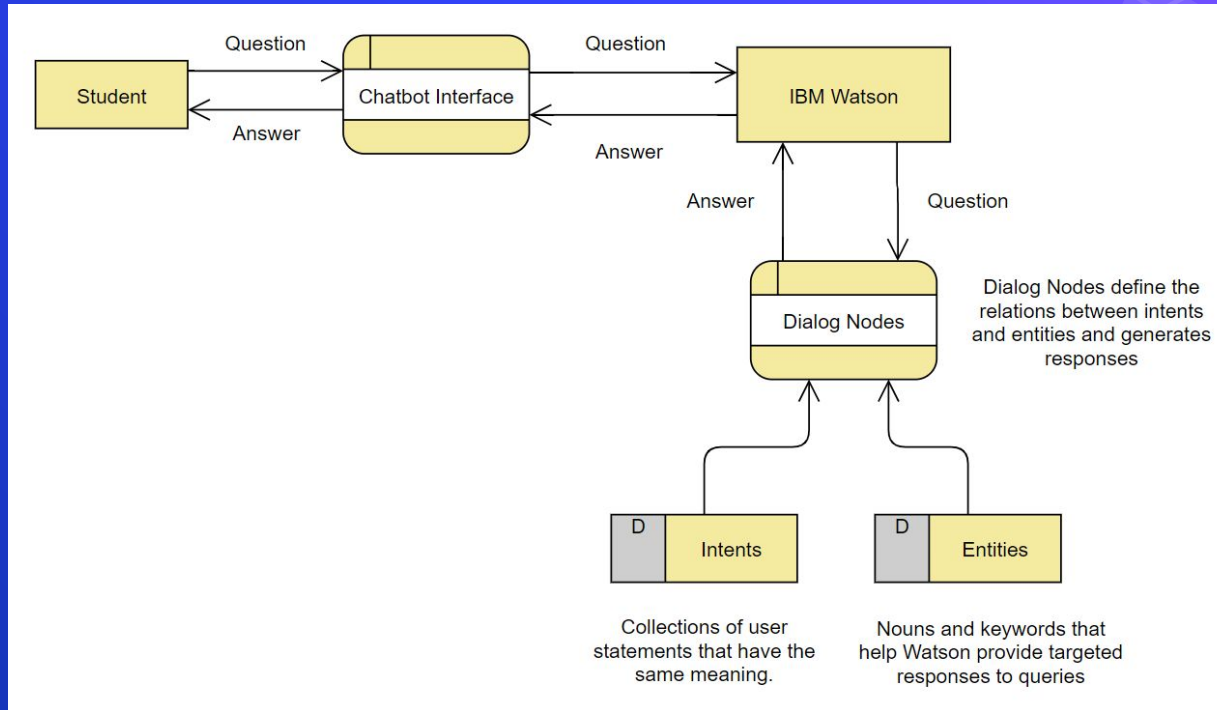 Question
Question
Student
Chatbot Interface
IBM Watson
Answer
Answer
Answer
Question
Dialog Nodes
Dialog Nodes define the
relations between intents
and entities and generates
responses
D
Intents
D
Entities
Collections of user
statements that have the
same meaning.
Nouns and keywords that
help Watson provide targeted
responses to queries